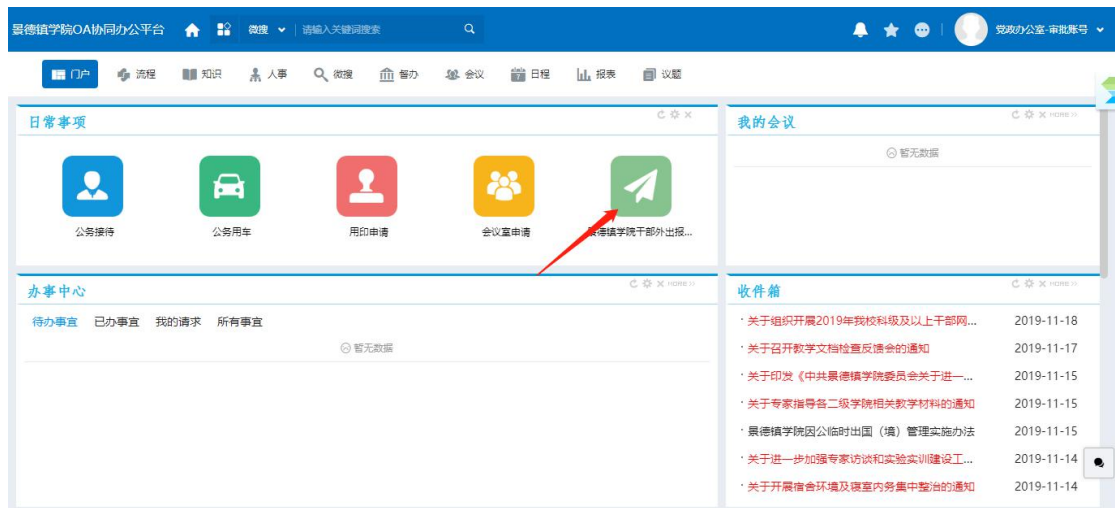 景德镇学院OA协同办公平台 微搜 请输入关键词搜索 党政办公室-审批账号
门户 流程 知识 人事 微搜 督办 会议 日程 报表 议题
日常事项
公务接待 公务用车 用印申请 会议室申请 景德镇学院干部外出报...
我的会议 MORE>>
暂无数据
办事中心 MORE>>
待办事宜 已办事宜 我的请求 所有事宜
暂无数据
收件箱 MORE>>
关于组织开展2019年我校科级及以上干部网... 2019-11-18
关于召开教学文档检查反馈会的通知 2019-11-17
关于印发《中共景德镇学院委员会关于进一... 2019-11-15
关于专家指导各二级学院相关教学材料的通知 2019-11-15
景德镇学院因公临时出国（境）管理实施办法 2019-11-15
关于进一步加强专家访谈和实验实训建设工... 2019-11-14
关于开展宿舍环境及寝室内务集中整治的通知 2019-11-14